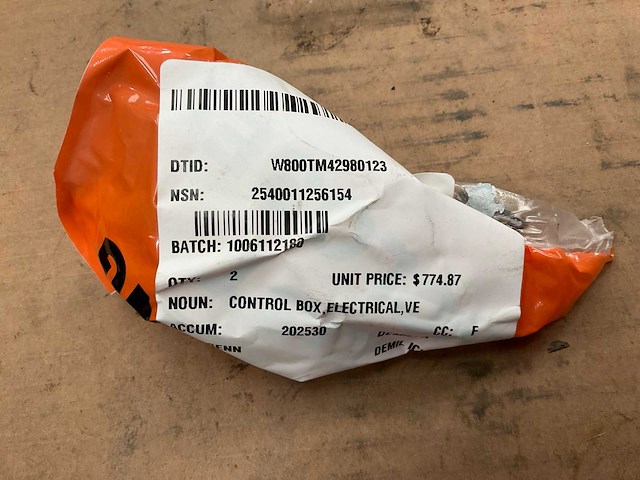 DTID: W800TM42980123
NSN: 2540011256154
BATCH: 1006112180
QTY: 2 UNIT PRICE: $774.87
NOUN: CONTROL BOX,ELECTRICAL,VE
ACCUM: 202530 CC: F
DEMIL